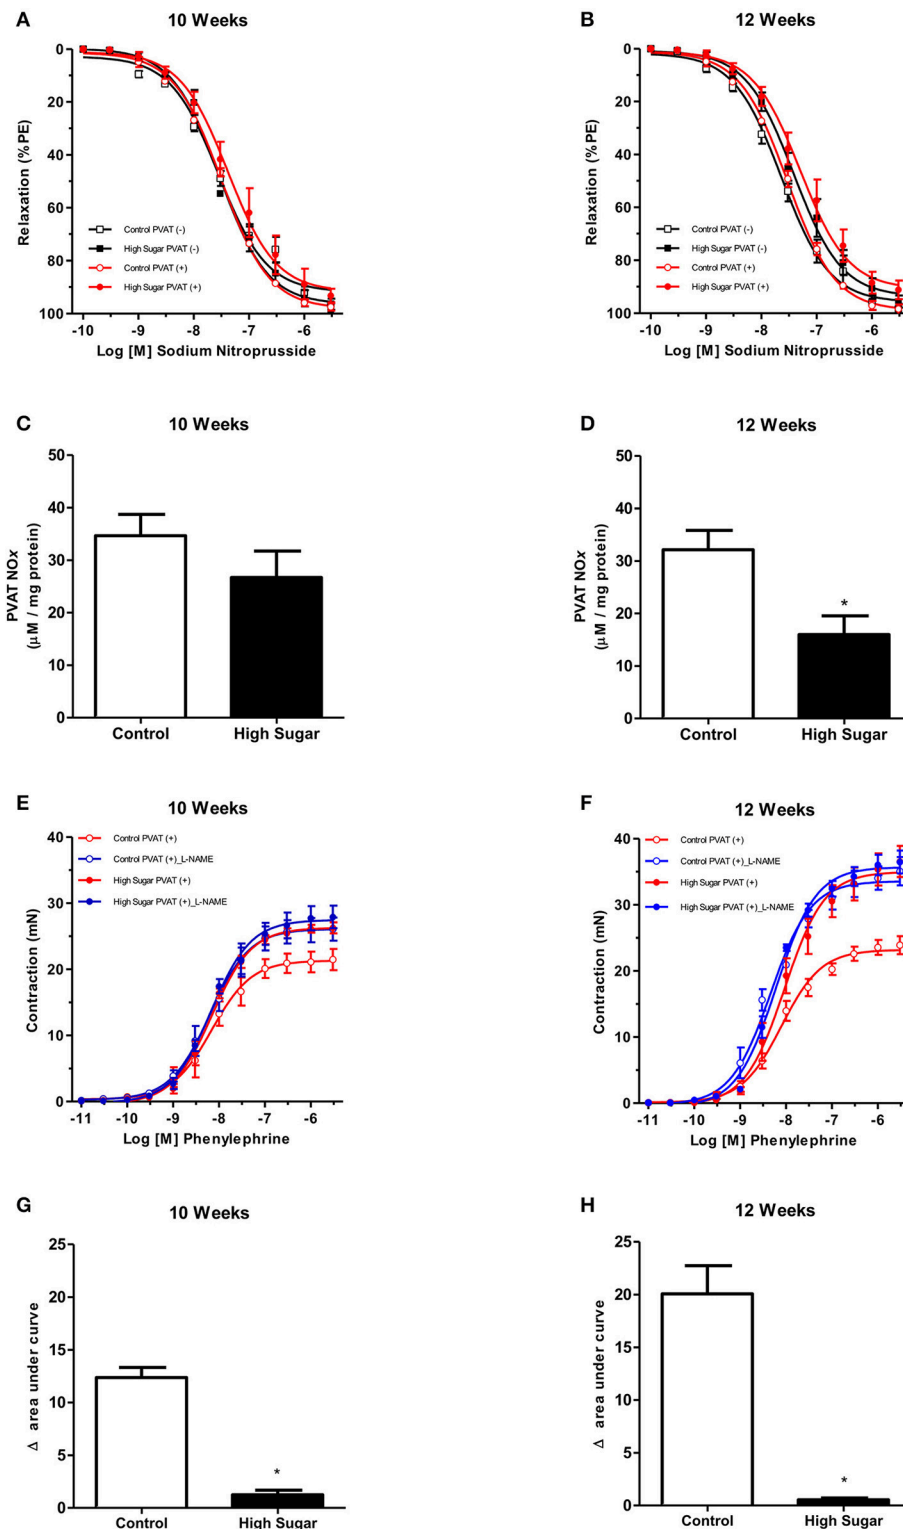 A
10 Weeks
0
20
40
60
80
100
Relaxation (%PE)
Control PVAT (-)
High Sugar PVAT (-)
Control PVAT (+)
High Sugar PVAT (+)
-10
-9
-8
-7
-6
Log [M] Sodium Nitroprusside
B
12 Weeks
0
20
40
60
80
100
Relaxation (%PE)
Control PVAT (-)
High Sugar PVAT (-)
Control PVAT (+)
High Sugar PVAT (+)
-10
-9
-8
-7
-6
Log [M] Sodium Nitroprusside
C
10 Weeks
50
40
30
20
10
0
PVAT NOx
(µM / mg protein)
Control
High Sugar
D
12 Weeks
50
40
30
20
10
0
PVAT NOx
(µM / mg protein)
*
Control
High Sugar
E
10 Weeks
40
30
20
10
0
Contraction (mN)
Control PVAT (+)
Control PVAT (+)_L-NAME
High Sugar PVAT (+)
High Sugar PVAT (+)_L-NAME
-11
-10
-9
-8
-7
-6
Log [M] Phenylephrine
F
12 Weeks
40
30
20
10
0
Contraction (mN)
Control PVAT (+)
Control PVAT (+)_L-NAME
High Sugar PVAT (+)
High Sugar PVAT (+)_L-NAME
-11
-10
-9
-8
-7
-6
Log [M] Phenylephrine
G
10 Weeks
25
20
15
10
5
0
Δ area under curve
*
Control
High Sugar
H
12 Weeks
25
20
15
10
5
0
Δ area under curve
*
Control
High Sugar